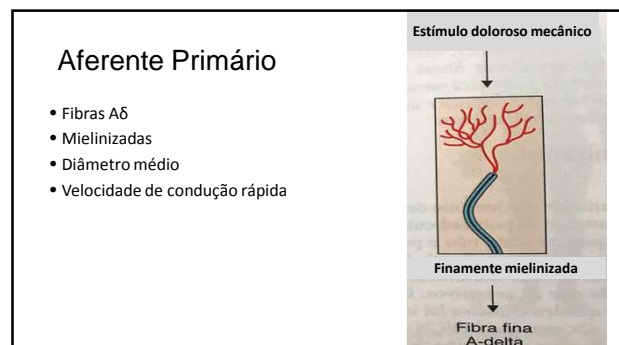 Aferente Primário
• Fibras Aδ
• Mielinizadas
• Diâmetro médio
• Velocidade de condução rápida
Estímulo doloroso mecânico
Finamente mielinizada
Fibra fina
A-delta